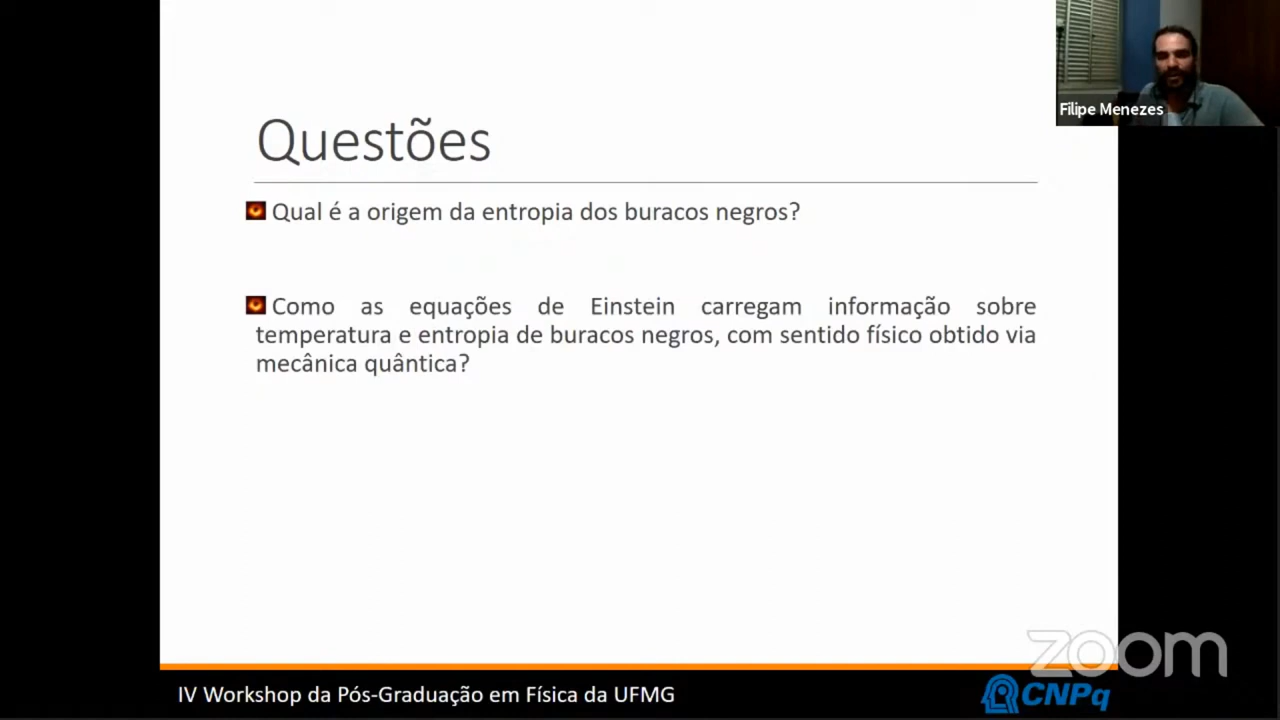 Filipe Menezes
Questões
Qual é a origem da entropia dos buracos negros?
Como as equações de Einstein carregam informação sobre
temperatura e entropia de buracos negros, com sentido físico obtido via
mecânica quântica?
zoom
IV Workshop da Pós-Graduação em Física da UFMG
CNPq